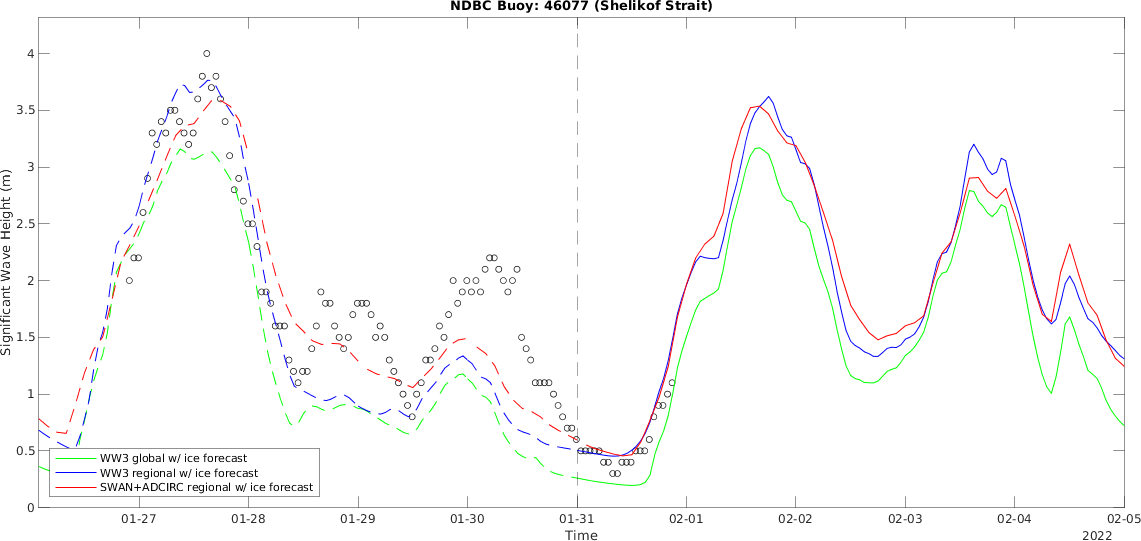 NDBC Buoy: 46077 (Shelikof Strait)
Significant Wave Height (m)
4
3.5
3
2.5
2
1.5
1
0.5
0
WW3 global w/ ice forecast
WW3 regional w/ ice forecast
SWAN+ADCIRC regional w/ ice forecast
01-27 01-28 01-29 01-30 01-31 02-01 02-02 02-03 02-04 02-05
Time
2022